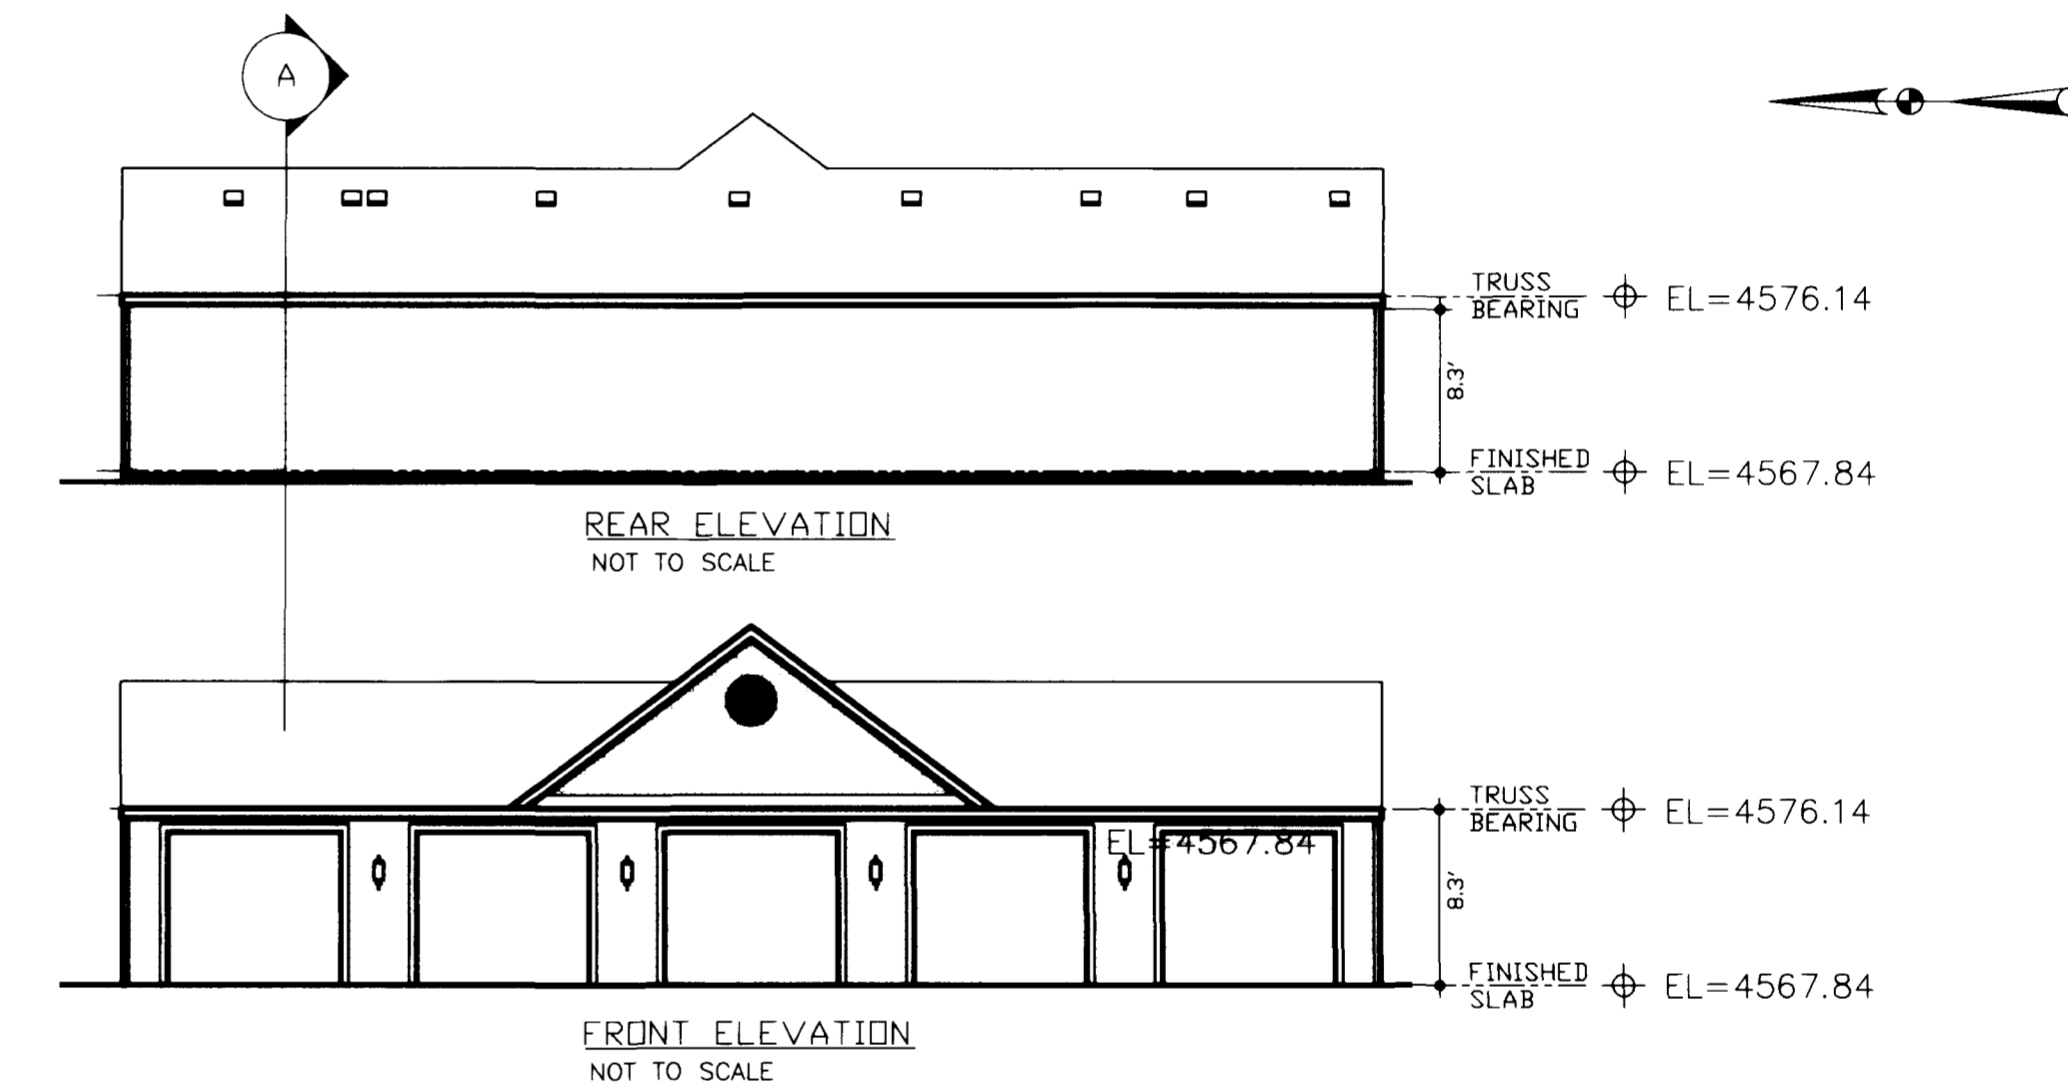 A
TRUSS
BEARING
EL=4576.14
8.3'
FINISHED
SLAB
EL=4567.84
REAR ELEVATION
NOT TO SCALE
TRUSS
BEARING
EL=4576.14
EL=4567.84
8.3'
FINISHED
SLAB
EL=4567.84
FRONT ELEVATION
NOT TO SCALE